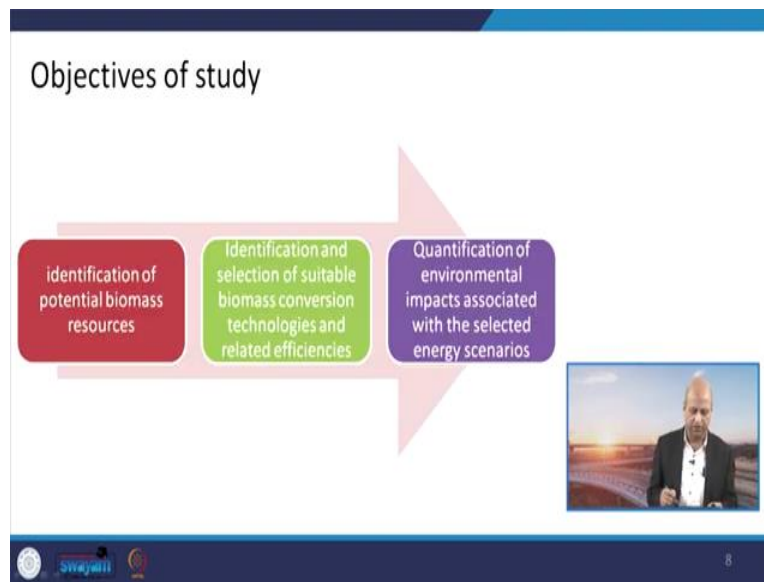 Objectives of study
identification of
potential biomass
resources
Identification and
selection of suitable
biomass conversion
technologies and
related efficiencies
Quantification of
environmental
impacts associated
with the selected
energy scenarios
swayam
8